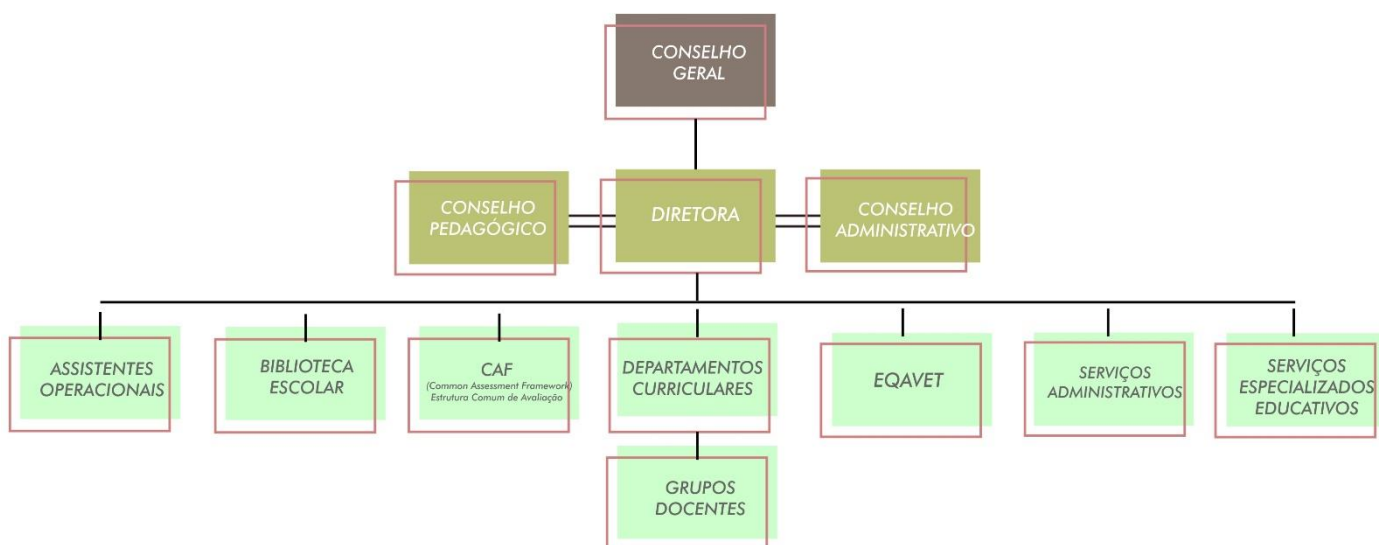 CONSELHO
GERAL
CONSELHO
PEDAGÓGICO
DIRETORA
CONSELHO
ADMINISTRATIVO
ASSISTENTES
OPERACIONAIS
BIBLIOTECA
ESCOLAR
CAF
(Common Assessment Framework)
Estrutura Comum de Avaliação
DEPARTAMENTOS
CURRICULARES
EQAVET
SERVIÇOS
ADMINISTRATIVOS
SERVIÇOS
ESPECIALIZADOS
EDUCATIVOS
GRUPOS
DOCENTES